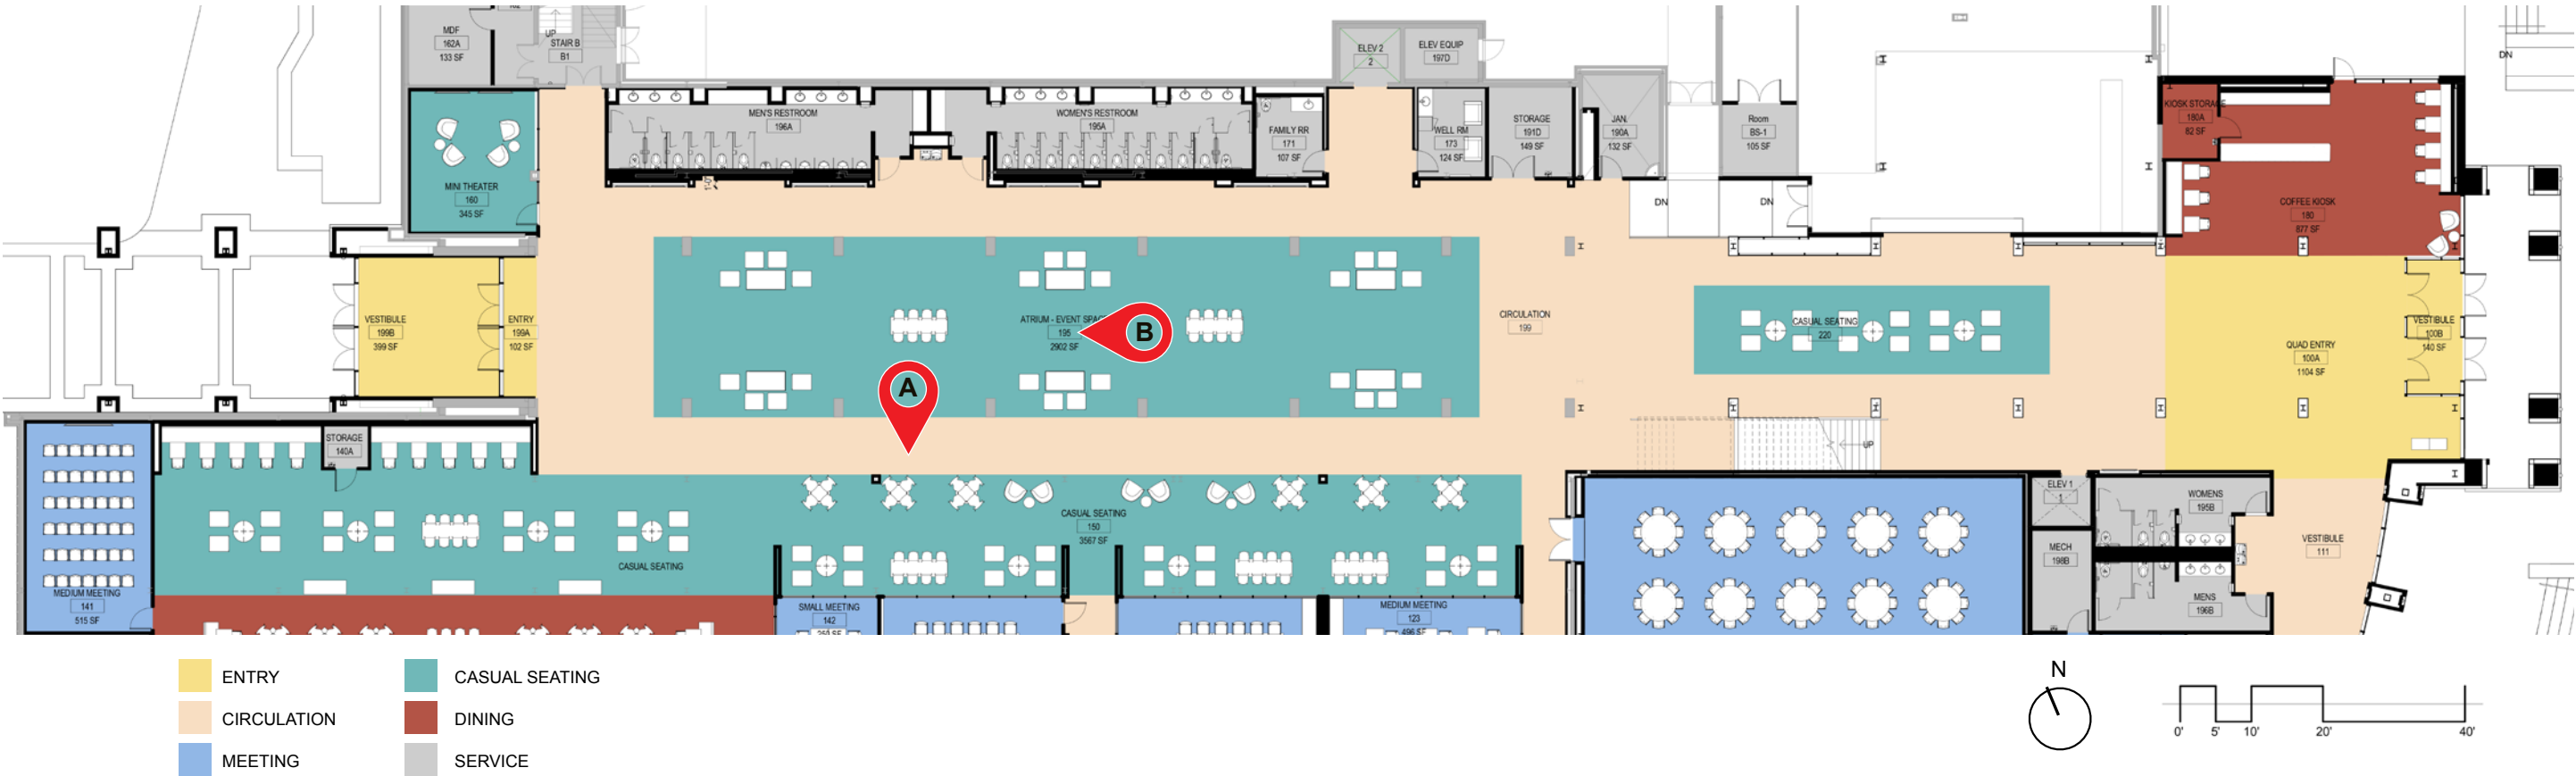 MDF
162A
133 SF
UP
STAIR B
B1
ELEV 2
2
ELEV EQUIP
197D
DN
MEN'S RESTROOM
196A
WOMEN'S RESTROOM
195A
FAMILY RR
171
107 SF
WELL RM
173
124 SF
STORAGE
191D
149 SF
JAN.
190A
132 SF
Room
BS-1
105 SF
KIOSK STORAGE
180A
82 SF
MINI THEATER
160
345 SF
DN
DN
COFFEE KIOSK
180
877 SF
VESTIBULE
199B
399 SF
ENTRY
199A
102 SF
ATRIUM - EVENT SPACE
195
2902 SF
B
A
CIRCULATION
199
CASUAL SEATING
220
QUAD ENTRY
100A
1104 SF
VESTIBULE
100B
140 SF
UP
STORAGE
140A
CASUAL SEATING
150
3567 SF
CASUAL SEATING
MEDIUM MEETING
141
515 SF
SMALL MEETING
142
250 SF
MEDIUM MEETING
123
496 SF
ELEV 1
1
WOMENS
195B
MECH
198B
MENS
196B
VESTIBULE
111
ENTRY
CIRCULATION
MEETING
CASUAL SEATING
DINING
SERVICE
N
0' 5' 10' 20' 40'